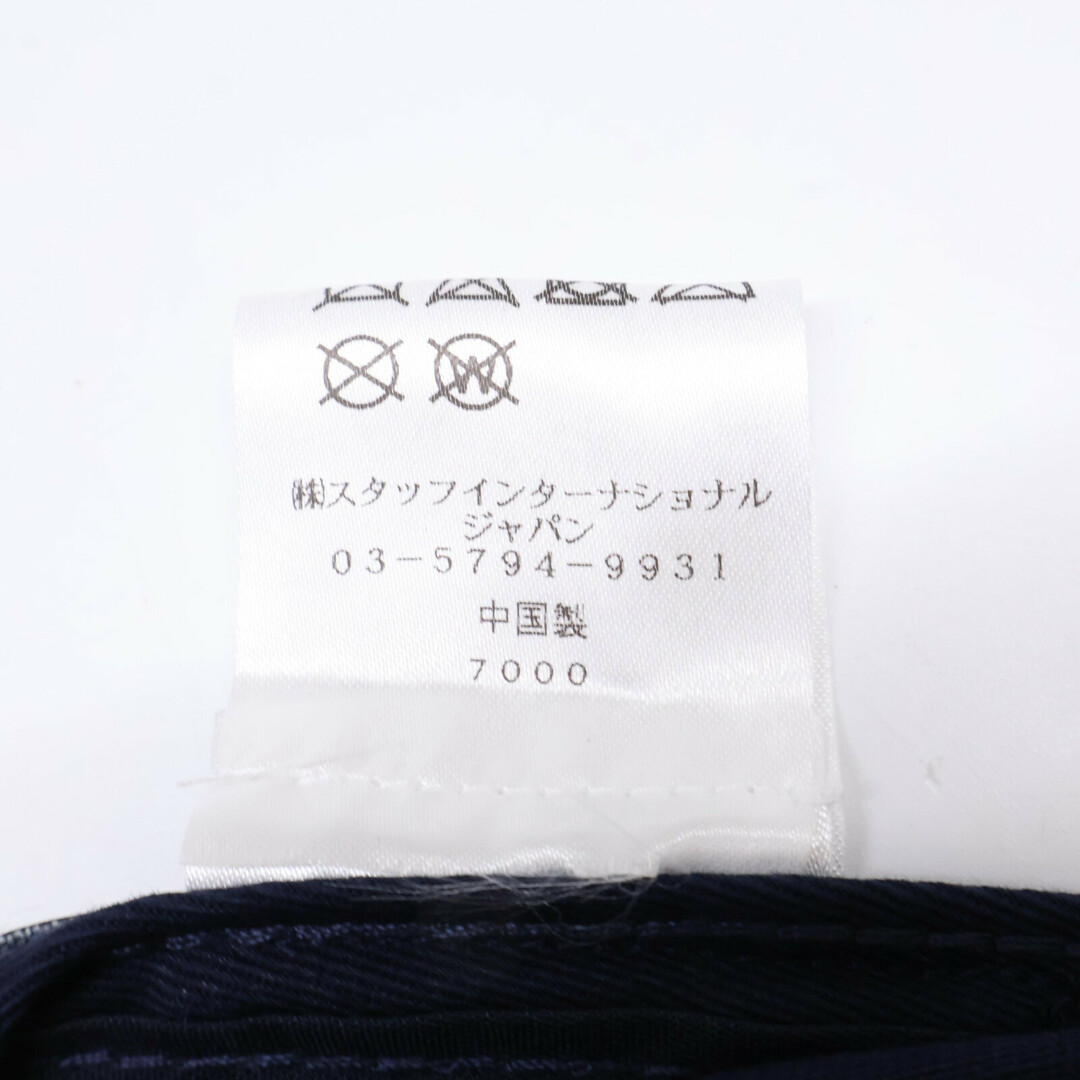 W
㈱スタッフインターナショナル
ジャパン
03-5794-9931
中国製
7000